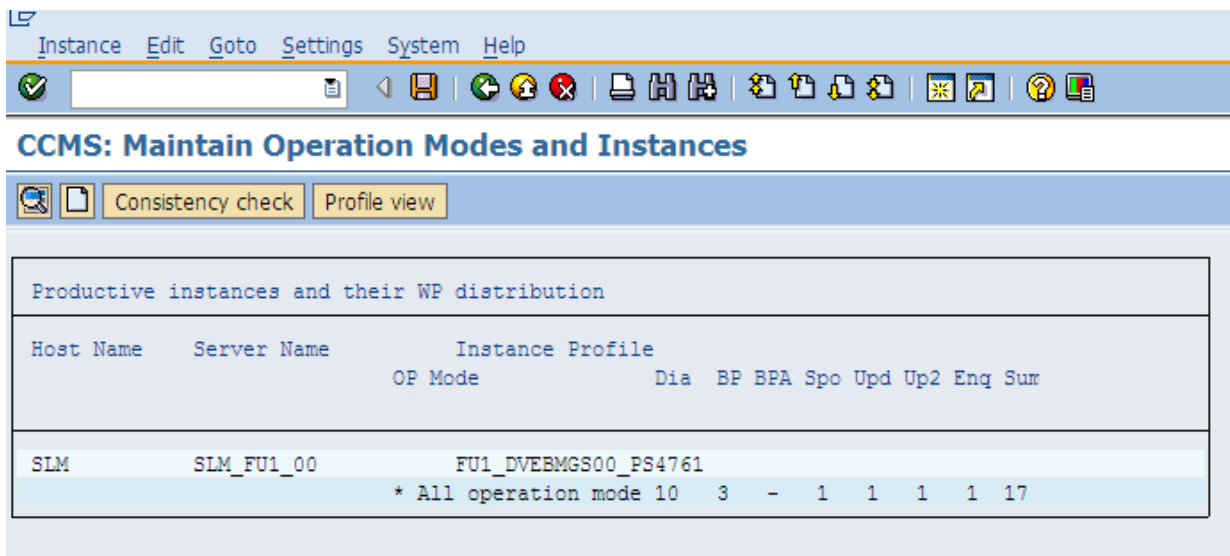 Instance Edit Goto Settings System Help
CCMS: Maintain Operation Modes and Instances
Consistency check Profile view
Productive instances and their WP distribution
Host Name Server Name Instance Profile
OP Mode Dia BP BPA Spo Upd Up2 Enq Sum
SLM SLM_FU1_00 FU1_DVEBMGS00_PS4761
* All operation mode 10 3 - 1 1 1 1 17